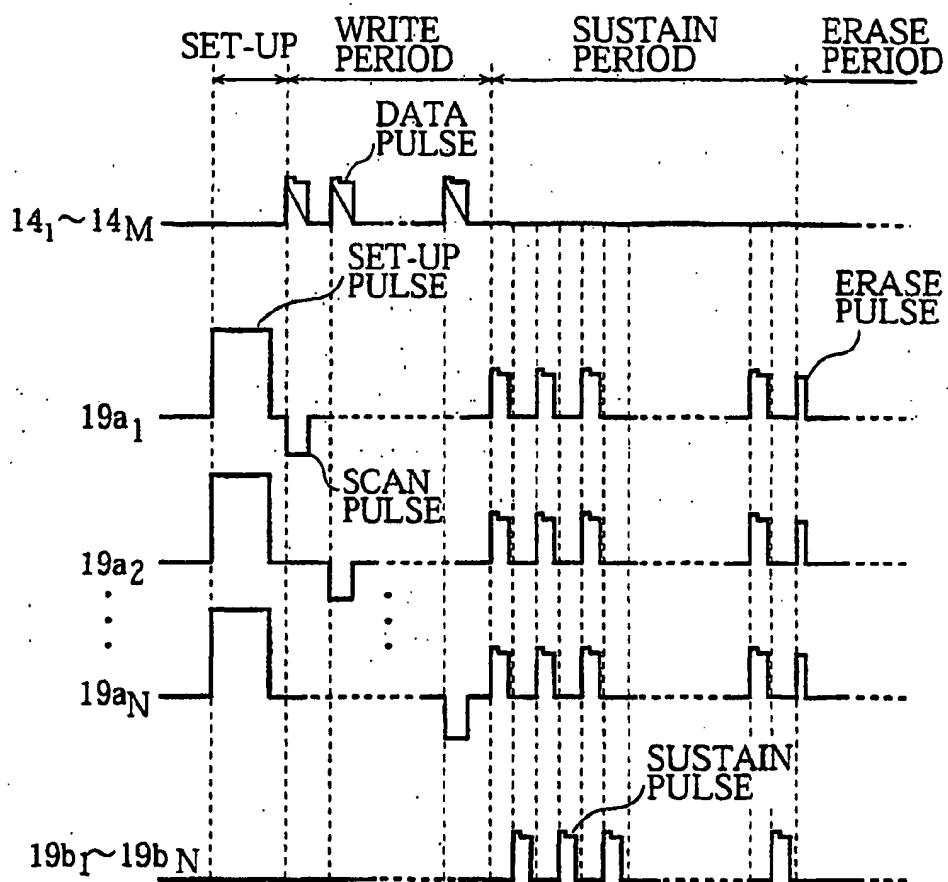 SET-UP
WRITE
PERIOD
SUSTAIN
PERIOD
ERASE
PERIOD
DATA
PULSE
14₁~14M
SET-UP
PULSE
ERASE
PULSE
19a₁
SCAN
PULSE
19a₂
19aN
SUSTAIN
PULSE
19b₁~19bN